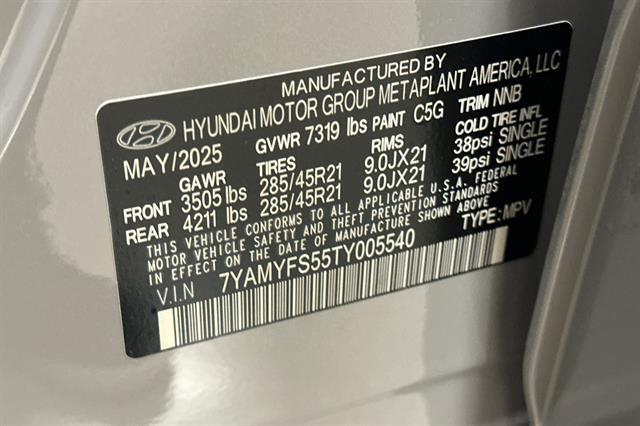 MANUFACTURED BY
HYUNDAI MOTOR GROUP METAPLANT AMERICA, LLC
MAY/2025 GVWR 7319 lbs PAINT C5G TRIM NNB
GAWR TIRES RIMS COLD TIRE INFL
FRONT 3505 lbs 285/45R21 9.0JX21 38psi SINGLE
REAR 4211 lbs 285/45R21 9.0JX21 39psi SINGLE
THIS VEHICLE CONFORMS TO ALL APPLICABLE U.S.A. FEDERAL
MOTOR VEHICLE SAFETY AND THEFT PREVENTION STANDARDS
IN EFFECT ON THE DATE OF MANUFACTURE SHOWN ABOVE.
V.I.N 7YAMYFS55TY005540 TYPE: MPV